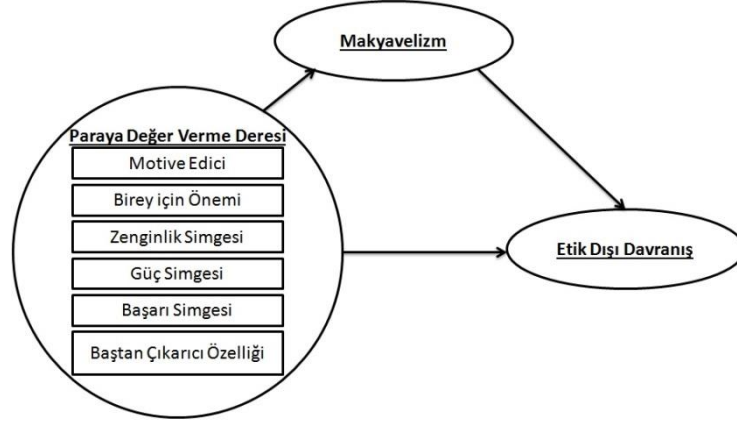 Makyavelizm
Paraya Değer Verme Deresi
Motive Edici
Birey için Önemi
Zenginlik Simgesi
Güç Simgesi
Başarı Simgesi
Baştan Çıkarıcı Özelliği
Etik Dışı Davranış